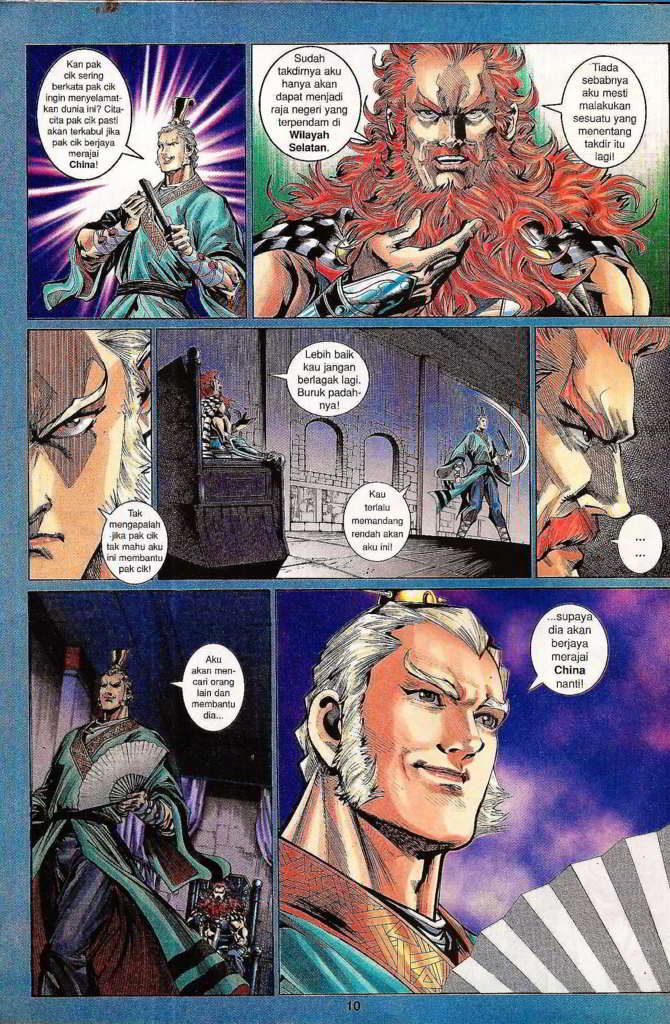 Kan pak
cik sering
berkata pak cik
ingin menyelamat-
kan dunia ini? Cita-
cita pak cik pasti
akan terkabul jika
pak cik berjaya
merajai
China!
Sudah
takdirnya aku
hanya akan
dapat menjadi
raja negeri yang
terpendam di
Wilayah
Selatan.
Tiada
sebabnya
aku mesti
malakukan
sesuatu yang
menentang
takdir itu
lagi!
Tak
mengapalah
-jika pak cik
tak mahu aku
ini membantu
pak cik!
Lebih baik
kau jangan
berlagak lagi.
Buruk padah-
nya!
Kau
terlalu
memandang
rendah akan
aku ini!
...
...
Aku
akan men-
cari orang
lain dan
membantu
dia...
...supaya
dia akan
berjaya
merajai
China
nanti!
10